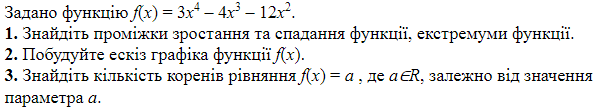 Задано функцію f(x) = 3x⁴ – 4x³ – 12x².
1. Знайдіть проміжки зростання та спадання функції, екстремуми функції.
2. Побудуйте ескіз графіка функції f(x).
3. Знайдіть кількість коренів рівняння f(x) = a , де a∈R, залежно від значення
параметра a.